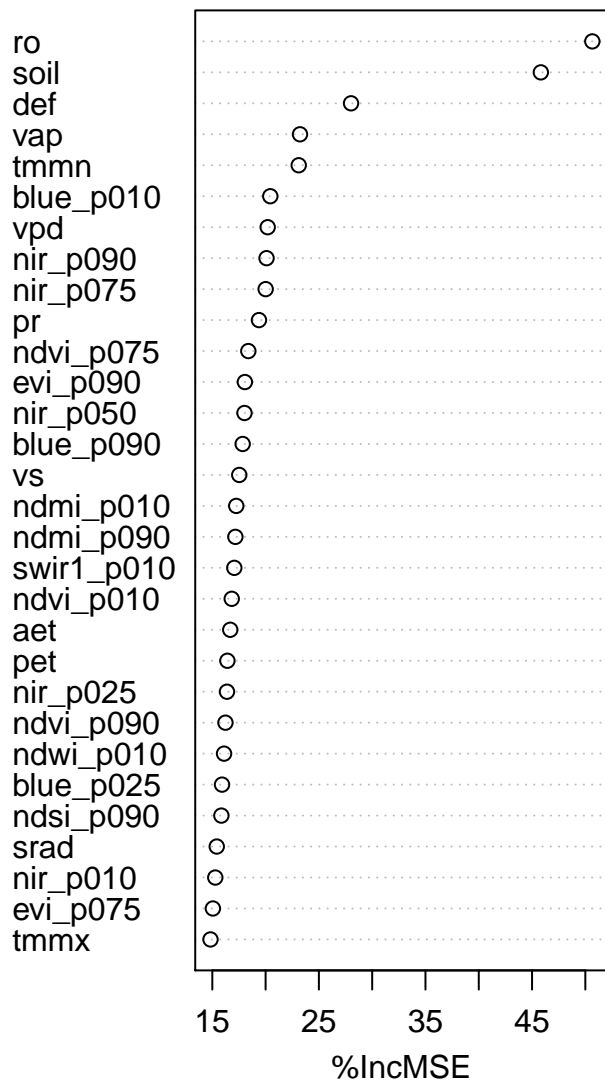 ro
soil
def
vap
tmmn
blue_p010
vpd
nir_p090
nir_p075
pr
ndvi_p075
evi_p090
nir_p050
blue_p090
vs
ndmi_p010
ndmi_p090
swir1_p010
ndvi_p010
aet
pet
nir_p025
ndvi_p090
ndwi_p010
blue_p025
ndsi_p090
srad
nir_p010
evi_p075
tmmx
15 25 35 45
%IncMSE